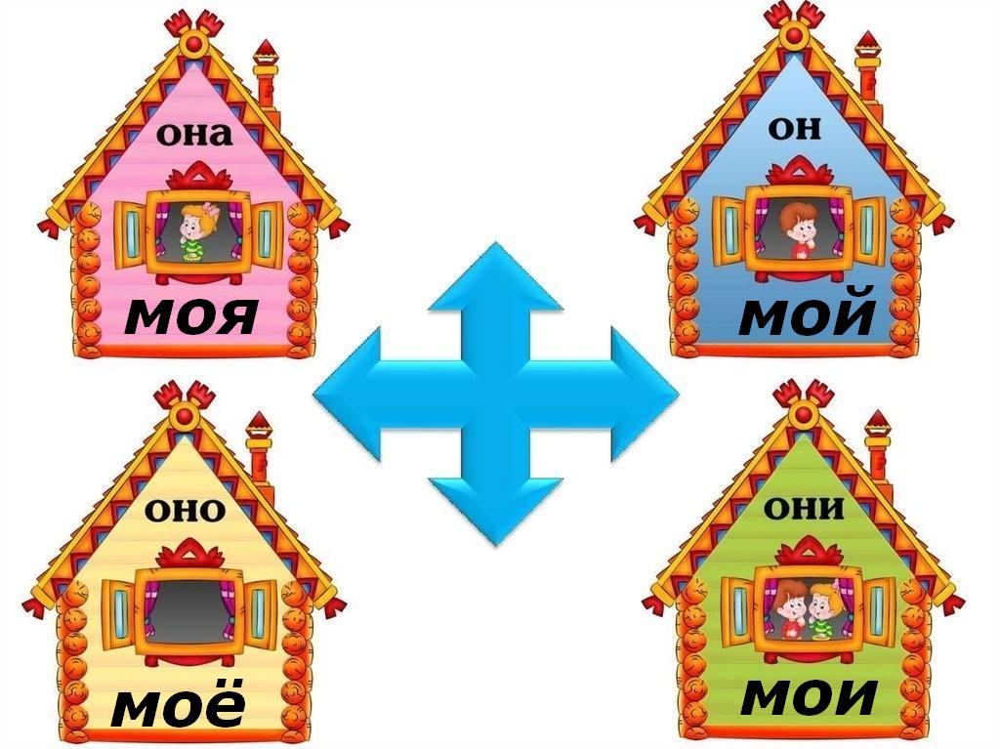 она
моя
он
мой
оно
моё
они
мои